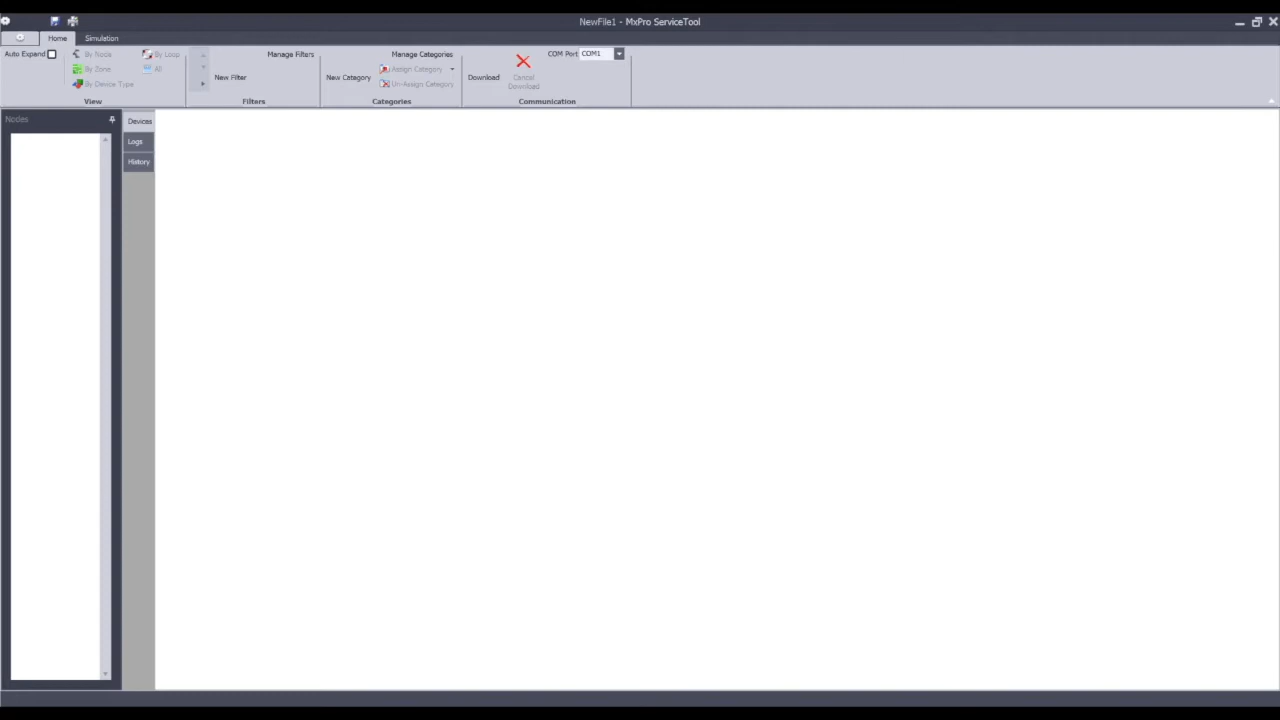 NewFile1 - MxPro ServiceTool
Home Simulation
Auto Expand By Node By Loop Manage Filters Manage Categories COM Port COM1
By Zone All New Filter New Category Assign Category Download Cancel Download
By Device Type Un-Assign Category
View Filters Categories Communication
Nodes Devices
Logs
History